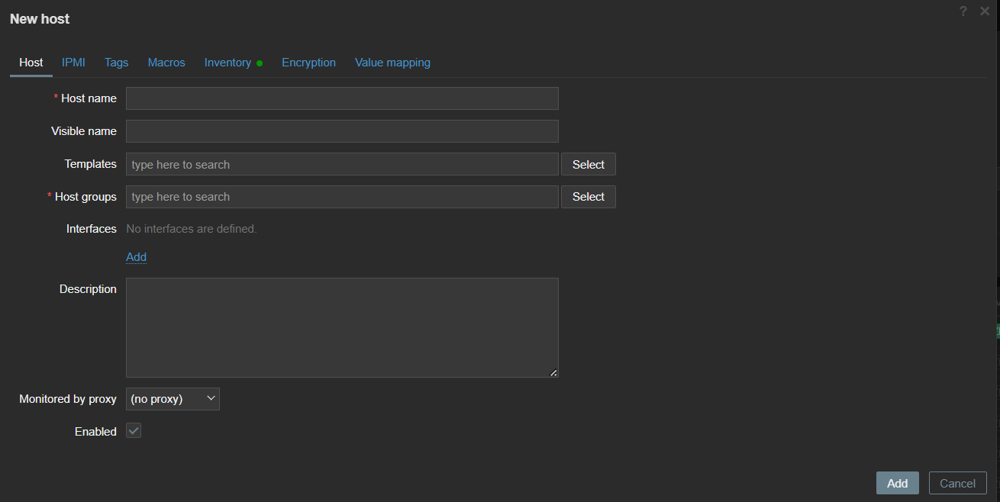 New host
?
Host IPMI Tags Macros Inventory Encryption Value mapping
* Host name
Visible name
Templates type here to search Select
* Host groups type here to search Select
Interfaces No interfaces are defined.
Add
Description
Monitored by proxy (no proxy)
Enabled
Add Cancel